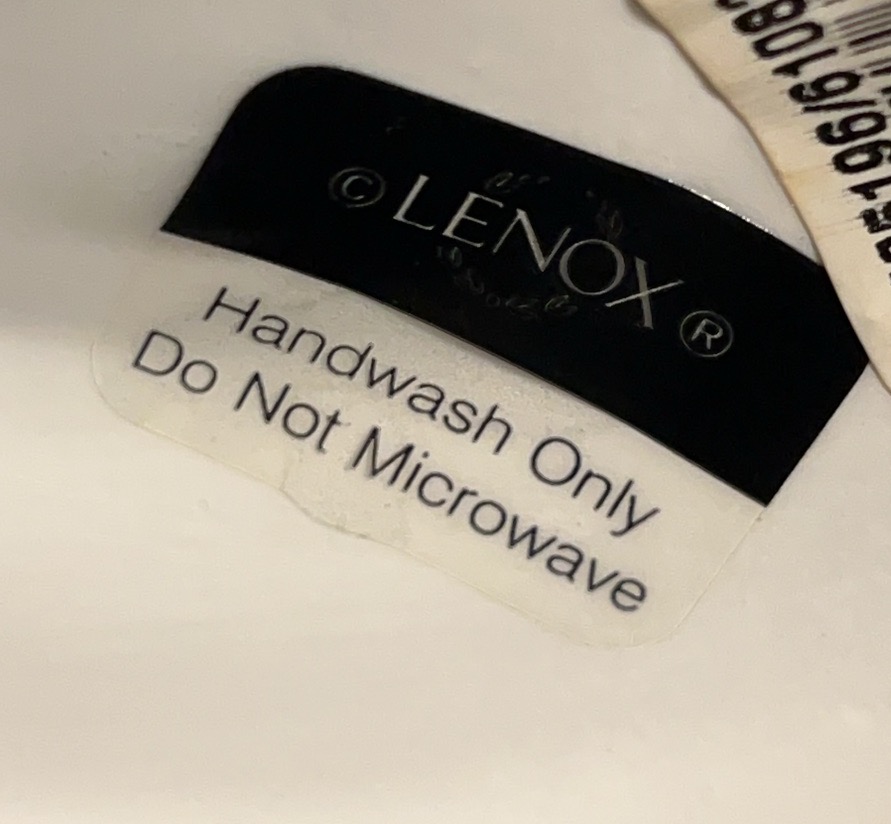 © LENOX ®
Handwash Only
Do Not Microwave